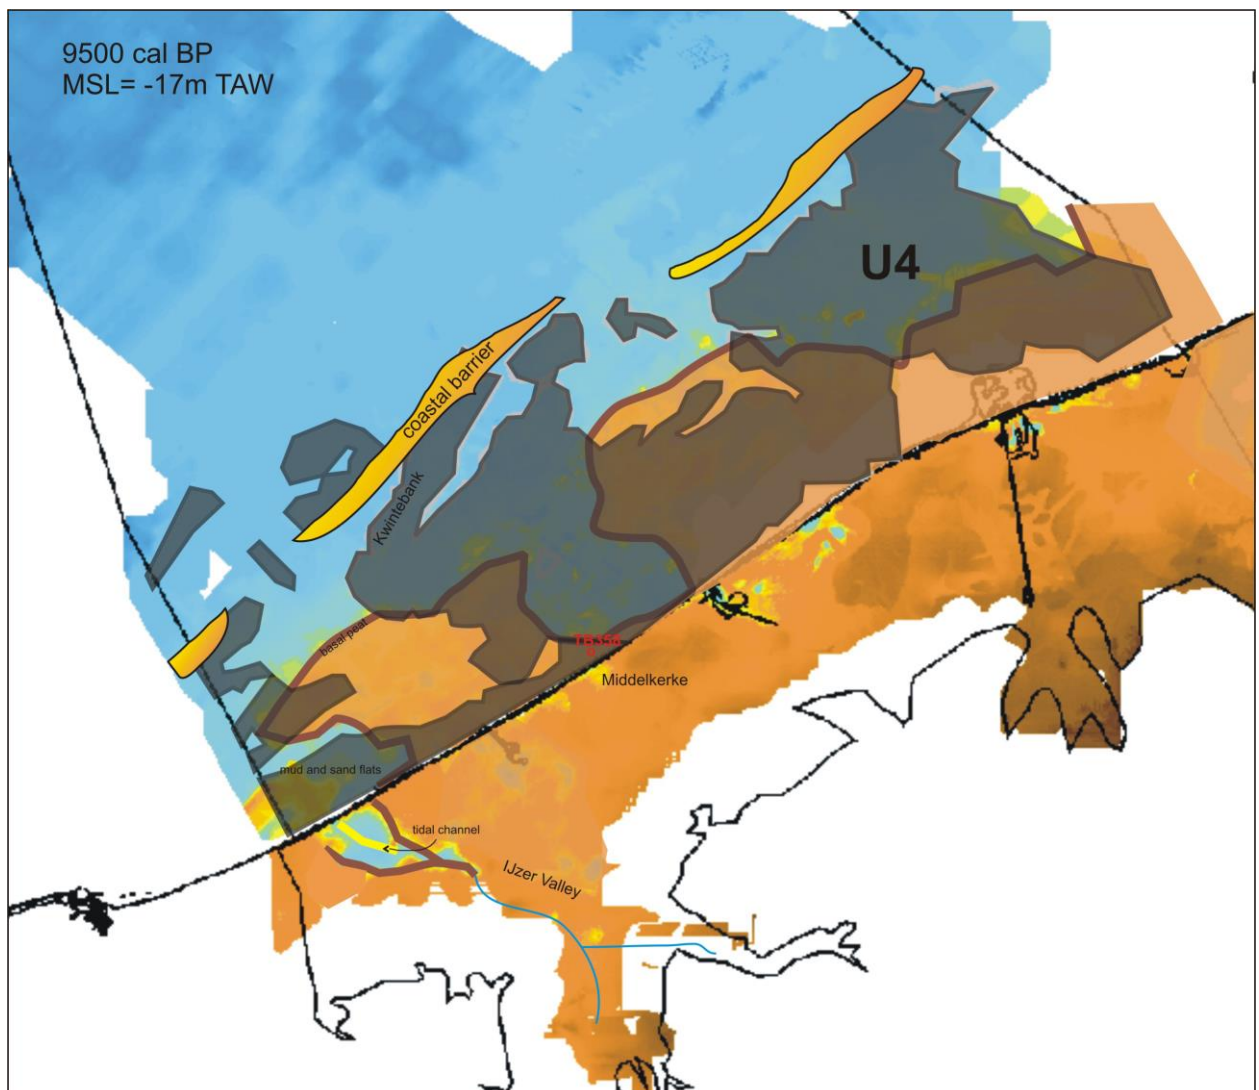 9500 cal BP
MSL= -17m TAW
U4
coastal barrier
Kwintebank
basal peat
TB354
Middelkerke
mud and sand flats
tidal channel
IJzer Valley